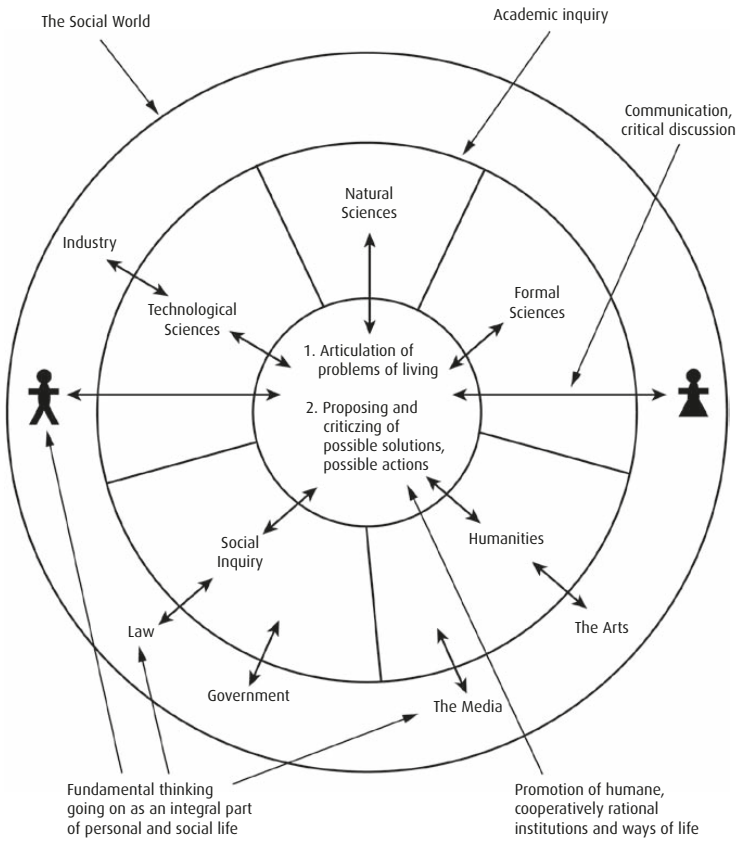 The Social World
Academic inquiry
Communication,
critical discussion
Natural
Sciences
Industry
Technological
Sciences
Formal
Sciences
1. Articulation of
problems of living
2. Proposing and
criticzing of
possible solutions,
possible actions
Social
Inquiry
Humanities
Law
The Arts
Government
The Media
Fundamental thinking
going on as an integral part
of personal and social life
Promotion of humane,
cooperatively rational
institutions and ways of life